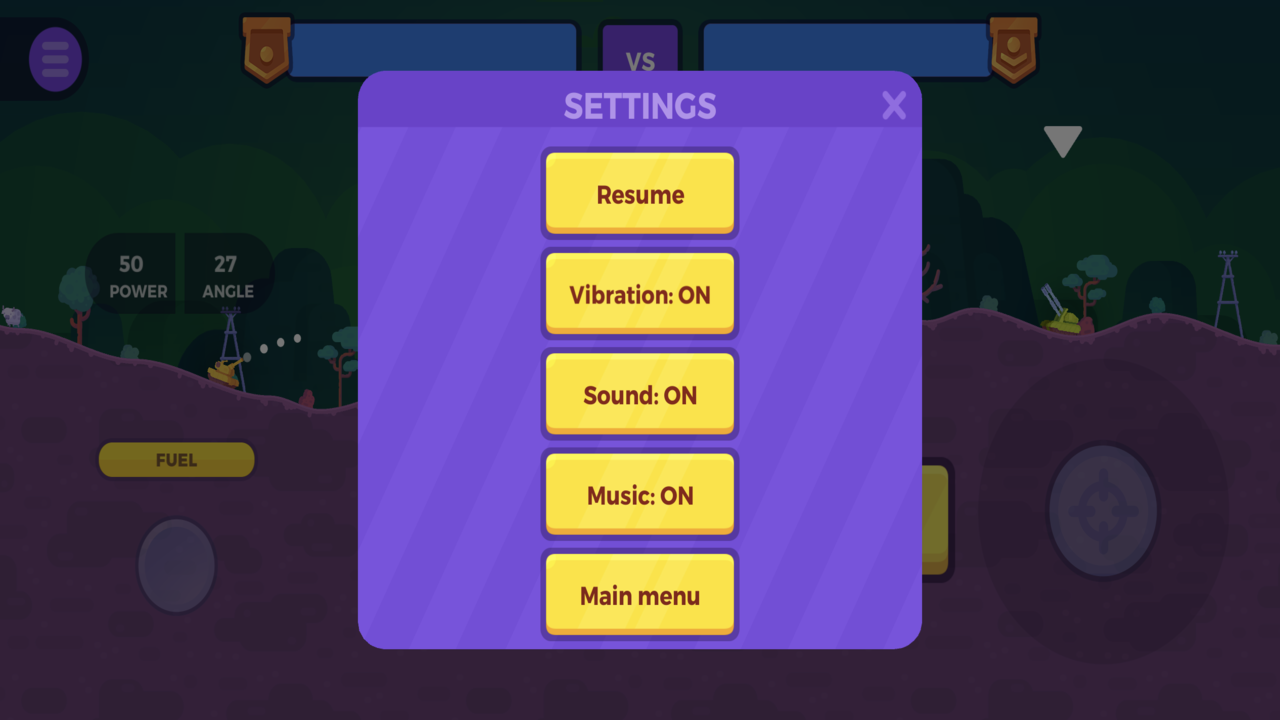 VS
SETTINGS
X
Resume
Vibration: ON
Sound: ON
Music: ON
Main menu
50
POWER
27
ANGLE
FUEL